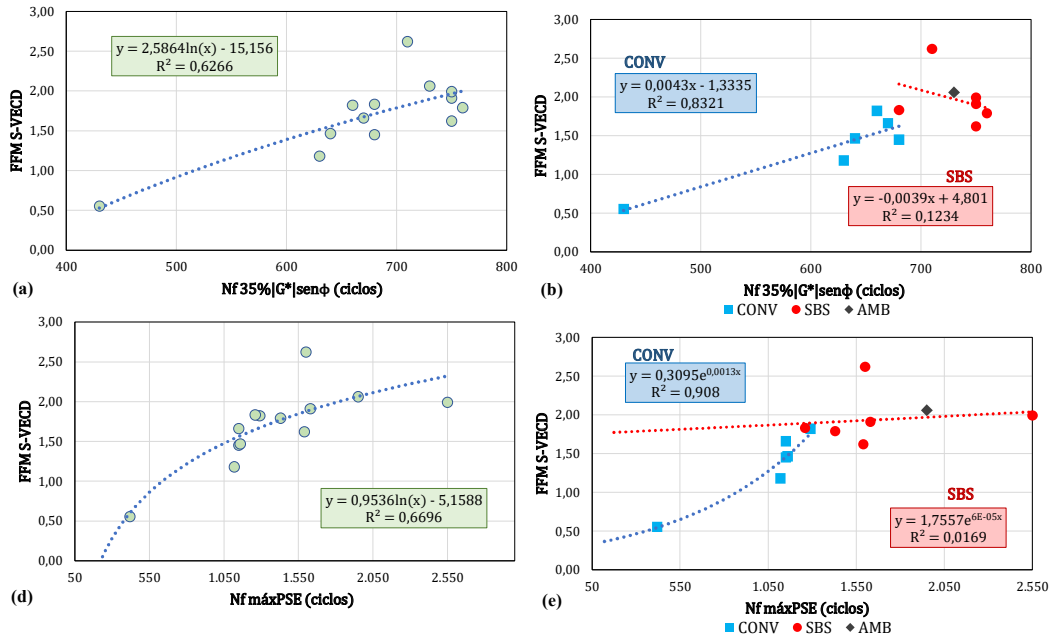 (a)
FFM S-VECD
3,00
2,50
2,00
1,50
1,00
0,50
0,00
y = 2,5864ln(x) - 15,156
R² = 0,6266
400 500 600 700 800
Nf 35%|G*|senϕ (ciclos)
(b)
FFM S-VECD
3,00
2,50
2,00
1,50
1,00
0,50
0,00
CONV
y = 0,0043x - 1,3335
R² = 0,8321
SBS
y = -0,0039x + 4,801
R² = 0,1234
400 500 600 700 800
Nf 35%|G*|senϕ (ciclos)
CONV SBS AMB
(d)
FFM S-VECD
3,00
2,50
2,00
1,50
1,00
0,50
0,00
y = 0,9536ln(x) - 5,1588
R² = 0,6696
50 550 1.050 1.550 2.050 2.550
Nf máxPSE (ciclos)
(e)
FFM S-VECD
3,00
2,50
2,00
1,50
1,00
0,50
0,00
CONV
y = 0,3095e^0,0013x
R² = 0,908
SBS
y = 1,7557e^6E-05x
R² = 0,0169
50 550 1.050 1.550 2.050 2.550
Nf máxPSE (ciclos)
CONV SBS AMB